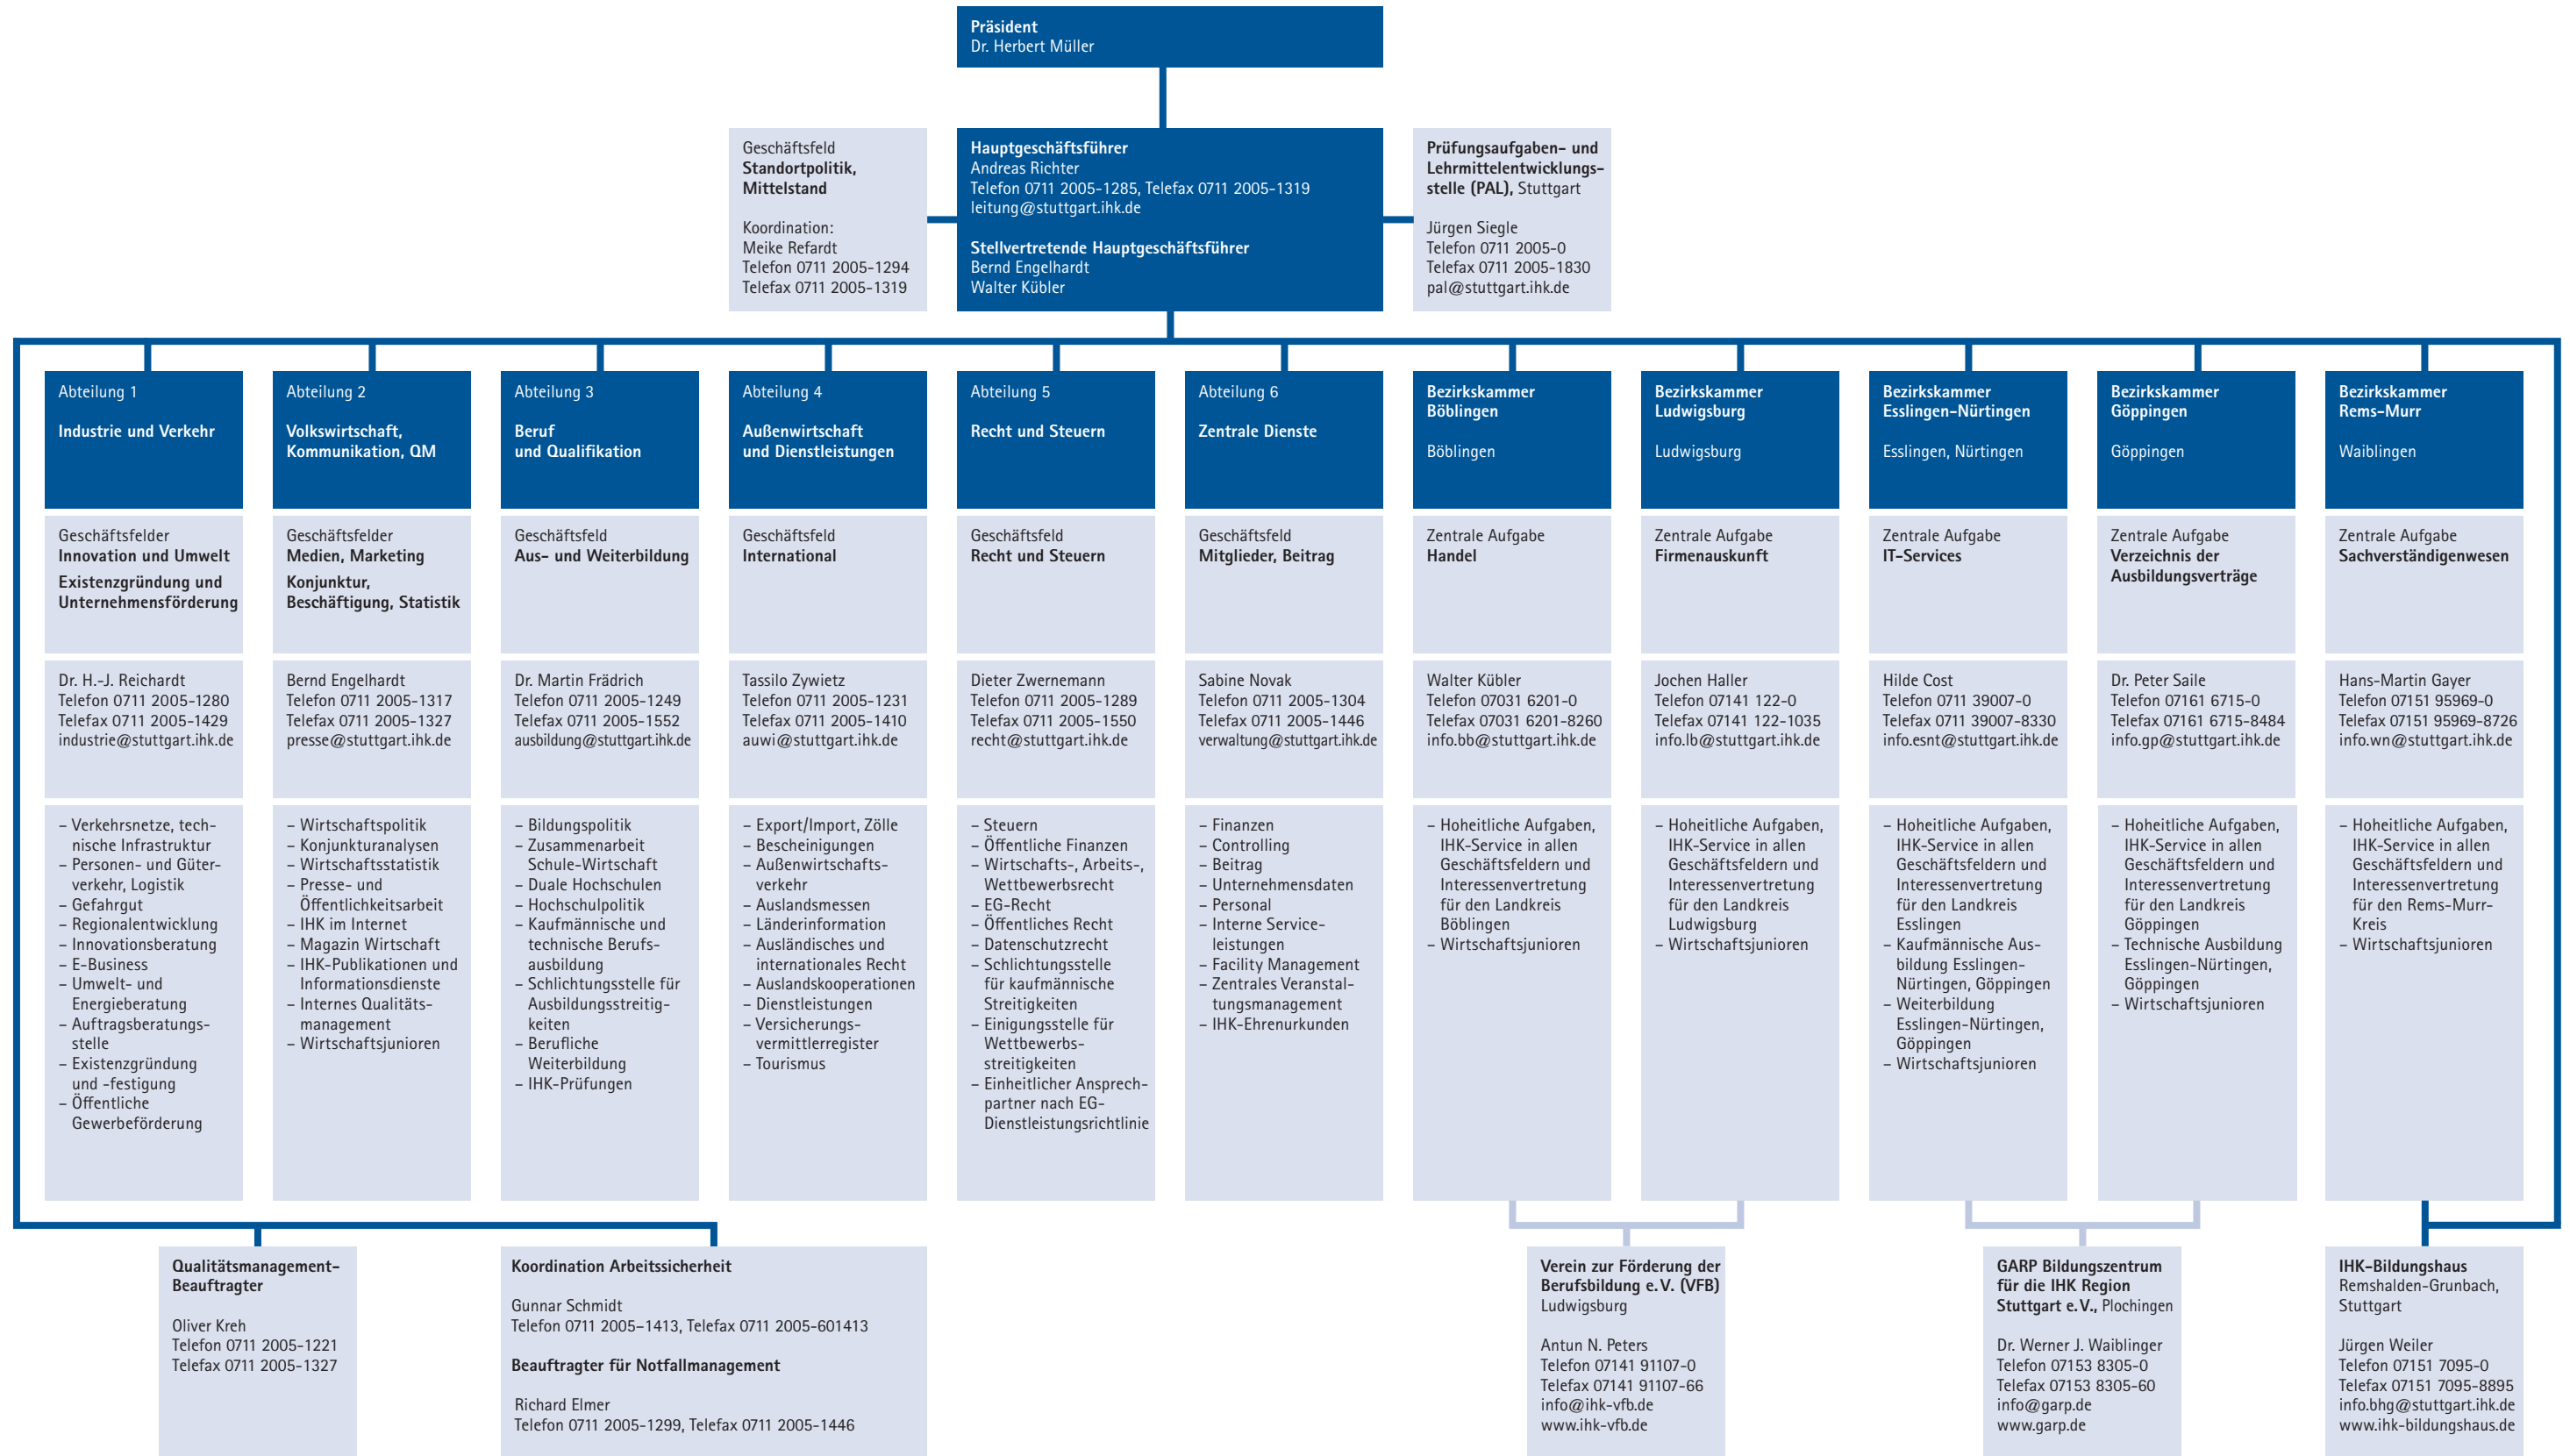 Präsident
Dr. Herbert Müller
Geschäftsfeld
Standortpolitik,
Mittelstand
Koordination:
Meike Refardt
Telefon 0711 2005-1294
Telefax 0711 2005-1319
Hauptgeschäftsführer
Andreas Richter
Telefon 0711 2005-1285, Telefax 0711 2005-1319
leitung@stuttgart.ihk.de
Stellvertretende Hauptgeschäftsführer
Bernd Engelhardt
Walter Kübler
Prüfungsaufgaben- und
Lehrmittelentwicklungs-
stelle (PAL), Stuttgart
Jürgen Siegle
Telefon 0711 2005-0
Telefax 0711 2005-1830
pal@stuttgart.ihk.de
Abteilung 1
Industrie und Verkehr
Geschäftsfelder
Innovation und Umwelt
Existenzgründung und
Unternehmensförderung
Dr. H.-J. Reichardt
Telefon 0711 2005-1280
Telefax 0711 2005-1429
industrie@stuttgart.ihk.de
– Verkehrsnetze, tech-
nische Infrastruktur
– Personen- und Güter-
verkehr, Logistik
– Gefahrgut
– Regionalentwicklung
– Innovationsberatung
– E-Business
– Umwelt- und
Energieberatung
– Auftragsberatungs-
stelle
– Existenzgründung
und -festigung
– Öffentliche
Gewerbeförderung
Abteilung 2
Volkswirtschaft,
Kommunikation, QM
Geschäftsfelder
Medien, Marketing
Konjunktur,
Beschäftigung, Statistik
Bernd Engelhardt
Telefon 0711 2005-1317
Telefax 0711 2005-1327
presse@stuttgart.ihk.de
– Wirtschaftspolitik
– Konjunkturanalysen
– Wirtschaftsstatistik
– Presse- und
Öffentlichkeitsarbeit
– IHK im Internet
– Magazin Wirtschaft
– IHK-Publikationen und
Informationsdienste
– Internes Qualitäts-
management
– Wirtschaftsjunioren
Abteilung 3
Beruf
und Qualifikation
Geschäftsfeld
Aus- und Weiterbildung
Dr. Martin Frädrich
Telefon 0711 2005-1249
Telefax 0711 2005-1552
ausbildung@stuttgart.ihk.de
– Bildungspolitik
– Zusammenarbeit
Schule-Wirtschaft
– Duale Hochschulen
– Hochschulpolitik
– Kaufmännische und
technische Berufs-
ausbildung
– Schlichtungsstelle für
Ausbildungsstreitig-
keiten
– Berufliche
Weiterbildung
– IHK-Prüfungen
Abteilung 4
Außenwirtschaft
und Dienstleistungen
Geschäftsfeld
International
Tassilo Zywietz
Telefon 0711 2005-1231
Telefax 0711 2005-1410
auwi@stuttgart.ihk.de
– Export/Import, Zölle
– Bescheinigungen
– Außenwirtschafts-
verkehr
– Auslandsmessen
– Länderinformation
– Ausländisches und
internationales Recht
– Auslandskooperationen
– Dienstleistungen
– Versicherungs-
vermittlerregister
– Tourismus
Abteilung 5
Recht und Steuern
Geschäftsfeld
Recht und Steuern
Dieter Zwernemann
Telefon 0711 2005-1289
Telefax 0711 2005-1550
recht@stuttgart.ihk.de
– Steuern
– Öffentliche Finanzen
– Wirtschafts-, Arbeits-,
Wettbewerbsrecht
– EG-Recht
– Öffentliches Recht
– Datenschutzrecht
– Schlichtungsstelle
für kaufmännische
Streitigkeiten
– Einigungsstelle für
Wettbewerbs-
streitigkeiten
– Einheitlicher Ansprech-
partner nach EG-
Dienstleistungsrichtlinie
Abteilung 6
Zentrale Dienste
Geschäftsfeld
Mitglieder, Beitrag
Sabine Novak
Telefon 0711 2005-1304
Telefax 0711 2005-1446
verwaltung@stuttgart.ihk.de
– Finanzen
– Controlling
– Beitrag
– Unternehmensdaten
– Personal
– Interne Service-
leistungen
– Facility Management
– Zentrales Veranstal-
tungsmanagement
– IHK-Ehrenurkunden
Bezirkskammer
Böblingen
Böblingen
Zentrale Aufgabe
Handel
Walter Kübler
Telefon 07031 6201-0
Telefax 07031 6201-8260
info.bb@stuttgart.ihk.de
– Hoheitliche Aufgaben,
IHK-Service in allen
Geschäftsfeldern und
Interessenvertretung
für den Landkreis
Böblingen
– Wirtschaftsjunioren
Bezirkskammer
Ludwigsburg
Ludwigsburg
Zentrale Aufgabe
Firmenauskunft
Jochen Haller
Telefon 07141 122-0
Telefax 07141 122-1035
info.lb@stuttgart.ihk.de
– Hoheitliche Aufgaben,
IHK-Service in allen
Geschäftsfeldern und
Interessenvertretung
für den Landkreis
Ludwigsburg
– Wirtschaftsjunioren
Bezirkskammer
Esslingen-Nürtingen
Esslingen, Nürtingen
Zentrale Aufgabe
IT-Services
Hilde Cost
Telefon 0711 39007-0
Telefax 0711 39007-8330
info.esnt@stuttgart.ihk.de
– Hoheitliche Aufgaben,
IHK-Service in allen
Geschäftsfeldern und
Interessenvertretung
für den Landkreis
Esslingen
– Kaufmännische Aus-
bildung Esslingen-
Nürtingen, Göppingen
– Weiterbildung
Esslingen-Nürtingen,
Göppingen
– Wirtschaftsjunioren
Bezirkskammer
Göppingen
Göppingen
Zentrale Aufgabe
Verzeichnis der
Ausbildungsverträge
Dr. Peter Saile
Telefon 07161 6715-0
Telefax 07161 6715-8484
info.gp@stuttgart.ihk.de
– Hoheitliche Aufgaben,
IHK-Service in allen
Geschäftsfeldern und
Interessenvertretung
für den Landkreis
Göppingen
– Technische Ausbildung
Esslingen-Nürtingen,
Göppingen
– Wirtschaftsjunioren
Bezirkskammer
Rems-Murr
Waiblingen
Zentrale Aufgabe
Sachverständigenwesen
Hans-Martin Gayer
Telefon 07151 95969-0
Telefax 07151 95969-8726
info.wn@stuttgart.ihk.de
– Hoheitliche Aufgaben,
IHK-Service in allen
Geschäftsfeldern und
Interessenvertretung
für den Rems-Murr-
Kreis
– Wirtschaftsjunioren
Qualitätsmanagement-
Beauftragter
Oliver Kreh
Telefon 0711 2005-1221
Telefax 0711 2005-1327
Koordination Arbeitssicherheit
Gunnar Schmidt
Telefon 0711 2005–1413, Telefax 0711 2005-601413
Beauftragter für Notfallmanagement
Richard Elmer
Telefon 0711 2005-1299, Telefax 0711 2005-1446
Verein zur Förderung der
Berufsbildung e.V. (VFB)
Ludwigsburg
Antun N. Peters
Telefon 07141 91107-0
Telefax 07141 91107-66
info@ihk-vfb.de
www.ihk-vfb.de
GARP Bildungszentrum
für die IHK Region
Stuttgart e.V., Plochingen
Dr. Werner J. Waiblinger
Telefon 07153 8305-0
Telefax 07153 8305-60
info@garp.de
www.garp.de
IHK-Bildungshaus
Remshalden-Grunbach,
Stuttgart
Jürgen Weiler
Telefon 07151 7095-0
Telefax 07151 7095-8895
info.bhg@stuttgart.ihk.de
www.ihk-bildungshaus.de